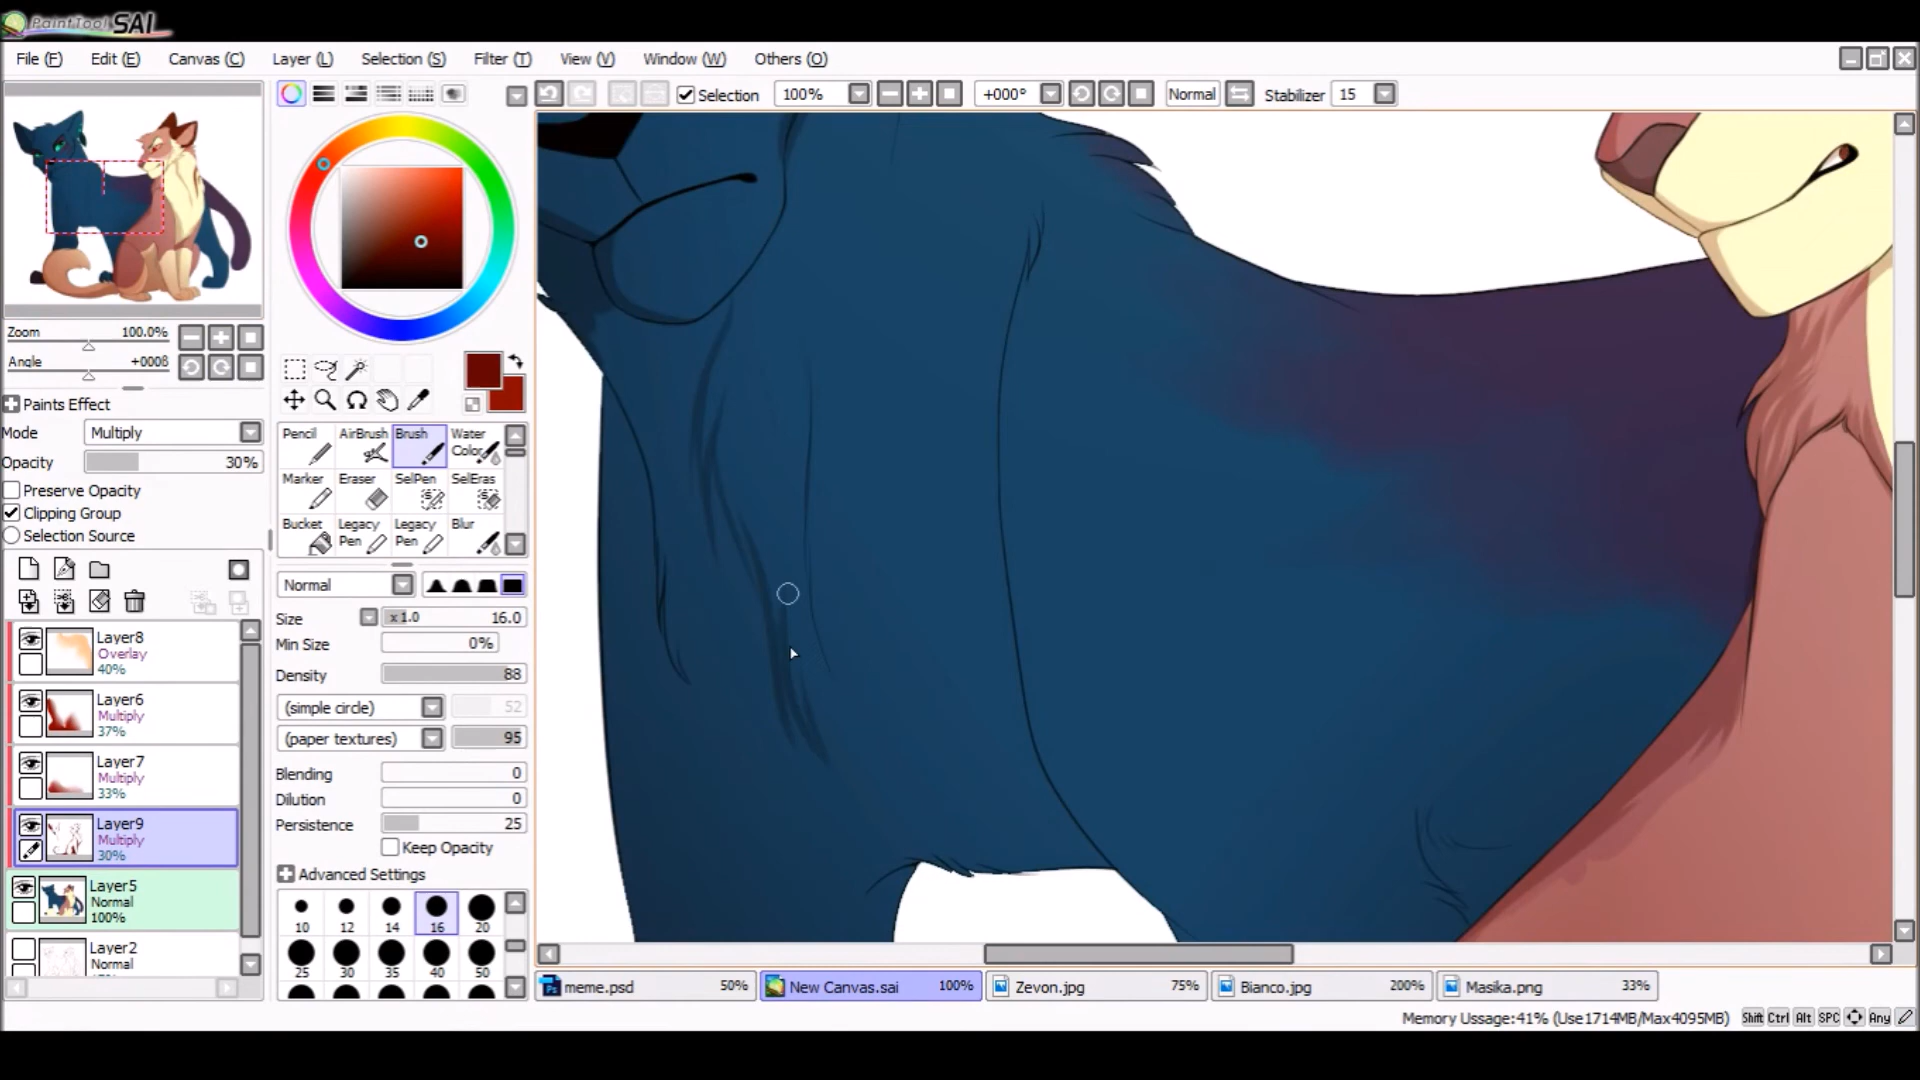 PaintTool SAI
File (F) Edit (E) Canvas (C) Layer (L) Selection (S) Filter (T) View (V) Window (W) Others (O)
Selection 100% +000° Normal Stabilizer 15
Zoom 100.0%
Angle +000ß
Paints Effect
Mode Multiply
Opacity 30%
Preserve Opacity
Clipping Group
Selection Source
Layer8
Overlay
40%
Layer6
Multiply
37%
Layer7
Multiply
33%
Layer9
Multiply
30%
Layer5
Normal
100%
Layer2
Normal
Pencil AirBrush Brush Water Color
Marker Eraser SelPen SelEras
Bucket Legacy Pen Legacy Pen Blur
Normal
Size x1.0 16.0
Min Size 0%
Density 88
(simple circle) 52
(paper textures) 95
Blending 0
Dilution 0
Persistence 25
Keep Opacity
Advanced Settings
10 12 14 16 20
25 30 35 40 50
meme.psd 50% New Canvas.sai 100% Zevon.jpg 75% Bianco.jpg 200% Masika.png 33%
Memory Ussage:41% (Use1714MB/Max4095MB) Shift Ctrl Alt SPC Any